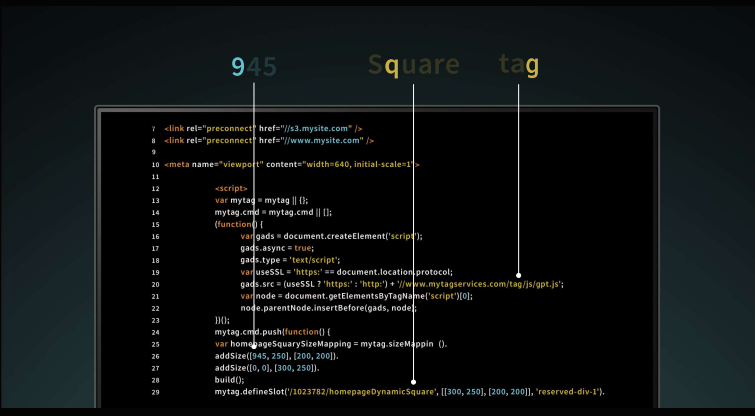 945 Square tag
7 <link rel="preconnect" href="//s3.mysite.com" />
8 <link rel="preconnect" href="//www.mysite.com" />
9
10 <meta name="viewport" content="width=640, initial-scale=1">
11
12 <script>
13 var mytag = mytag || {};
14 mytag.cmd = mytag.cmd || [];
15 (function() {
16 var gads = document.createElement('script');
17 gads.async = true;
18 gads.type = 'text/script';
19 var useSSL = 'https:' == document.location.protocol;
20 gads.src = (useSSL ? 'https:' : 'http:') + '//www.mytagservices.com/tag/js/gpt.js';
21 var node = document.getElementsByTagName('script')[0];
22 node.parentNode.insertBefore(gads, node);
23 })();
24 mytag.cmd.push(function() {
25 var homepageSquarySizeMapping = mytag.sizeMappin ().
26 addSize([945, 250], [200, 200]).
27 addSize([0, 0], [300, 250]).
28 build();
29 mytag.defineSlot('/1023782/homepageDynamicSquare', [[300, 250], [200, 200]], 'reserved-div-1').